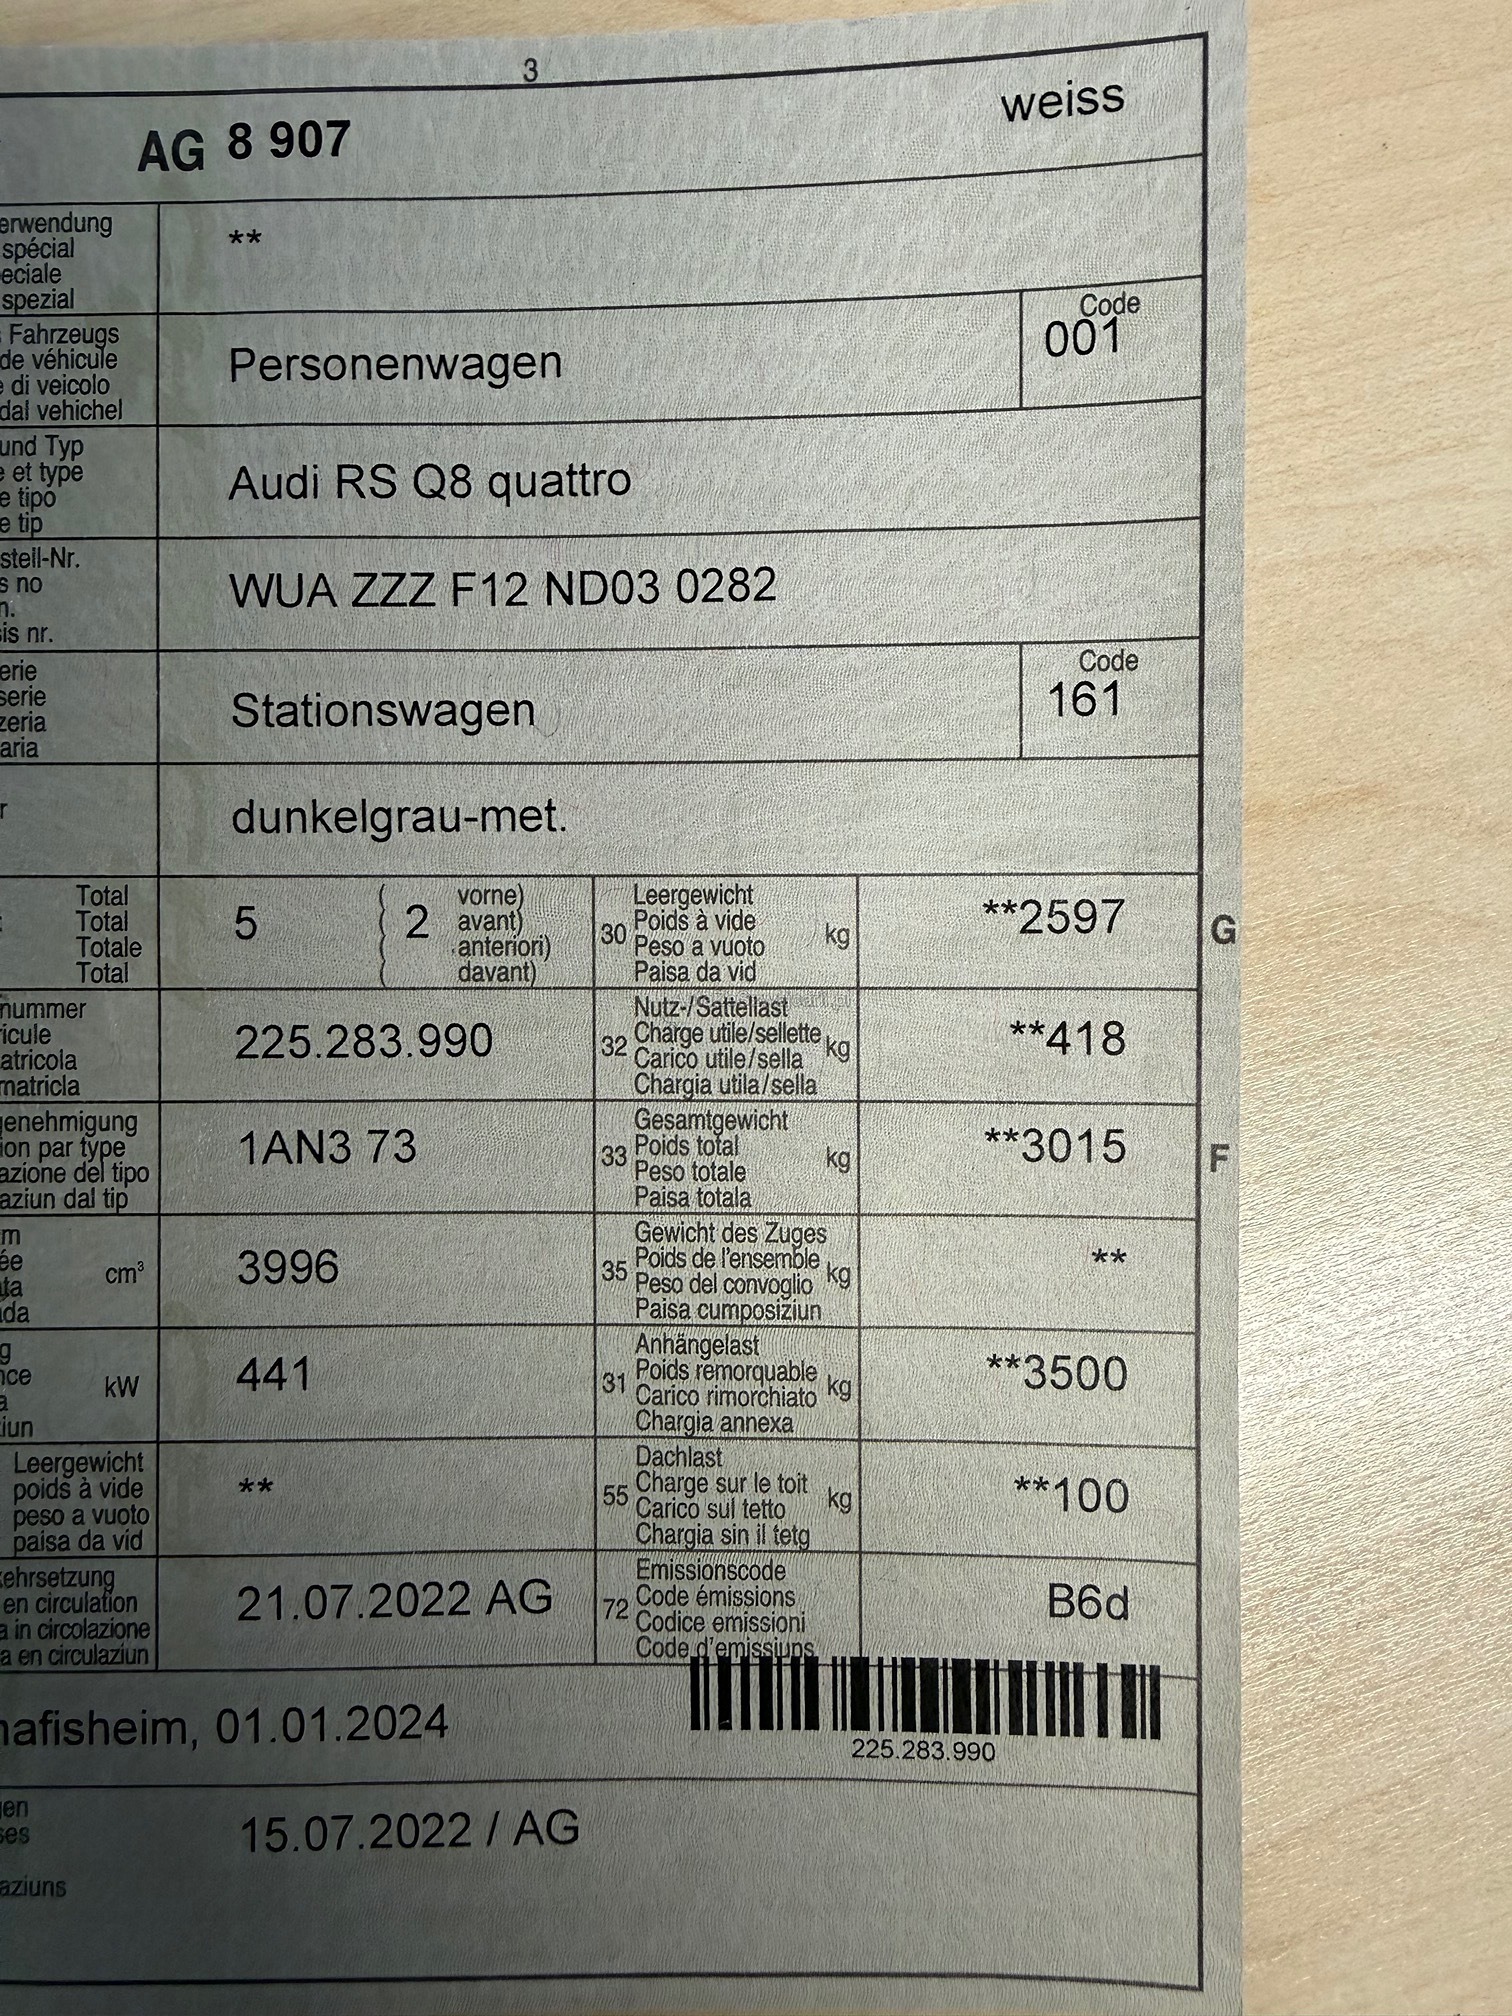 3
AG 8 907 weiss
erwendung
spécial
eciale
spezial
**
Fahrzeugs
de véhicule
e di veicolo
dal vehichel
Personenwagen
Code
001
und Typ
e et type
e tipo
e tip
Audi RS Q8 quattro
stell-Nr.
s no
n.
sis nr.
WUA ZZZ F12 ND03 0282
erie
serie
zeria
aria
Stationswagen
Code
161
r
dunkelgrau-met.
Total
Total
Totale
Total
5
2
vorne)
avant)
anteriori)
davant)
30
Leergewicht
Poids à vide
Peso a vuoto
Paisa da vid
kg
**2597
G
nummer
ricule
atricola
matricla
225.283.990
32
Nutz-/Sattellast
Charge utile/sellette
Carico utile/sella
Chargia utila/sella
kg
**418
genehmigung
ion par type
azione del tipo
aziun dal tip
1AN3 73
33
Gesamtgewicht
Poids total
Peso totale
Paisa totala
kg
**3015
F
m
ée
ata
ada
cm³
3996
35
Gewicht des Zuges
Poids de l'ensemble
Peso del convoglio
Paisa cumposiziun
kg
**
g
nce
a
iun
kW
441
31
Anhängelast
Poids remorquable
Carico rimorchiato
Chargia annexa
kg
**3500
Leergewicht
poids à vide
peso a vuoto
paisa da vid
**
55
Dachlast
Charge sur le toit
Carico sul tetto
Chargia sin il tetg
kg
**100
kehrsetzung
en circulation
a in circolazione
a en circulaziun
21.07.2022 AG
72
Emissionscode
Code émissions
Codice emissioni
Code d'emissiuns
B6d
hafisheim, 01.01.2024
225.283.990
gen
ses
aziuns
15.07.2022 / AG